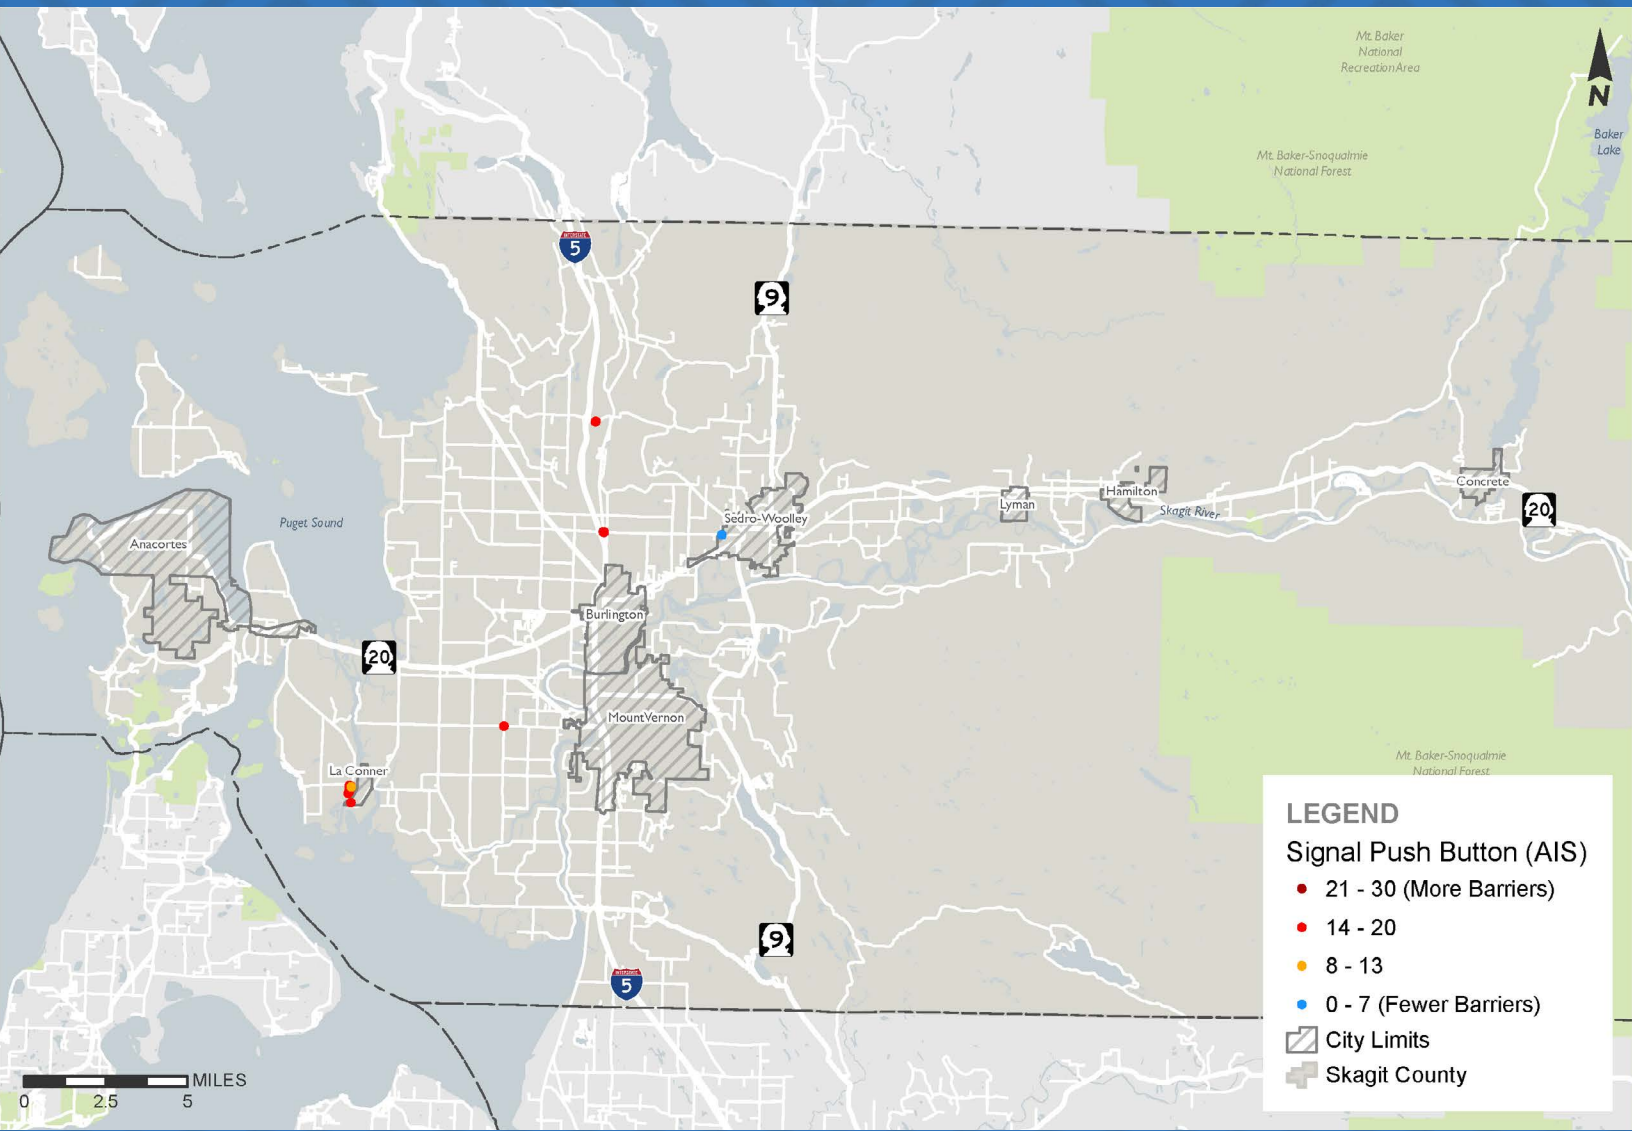 Mt. Baker
National
Recreation Area
N
Baker
Lake
Mt. Baker-Snoqualmie
National Forest
INTERSTATE
5
9
Puget Sound
Anacortes
Sedro-Woolley
Lyman
Hamilton
Skagit River
Concrete
20
Burlington
20
Mount Vernon
La Conner
Mt. Baker-Snoqualmie
National Forest
9
INTERSTATE
5
LEGEND
Signal Push Button (AIS)
21 - 30 (More Barriers)
14 - 20
8 - 13
0 - 7 (Fewer Barriers)
City Limits
Skagit County
MILES
0 2.5 5